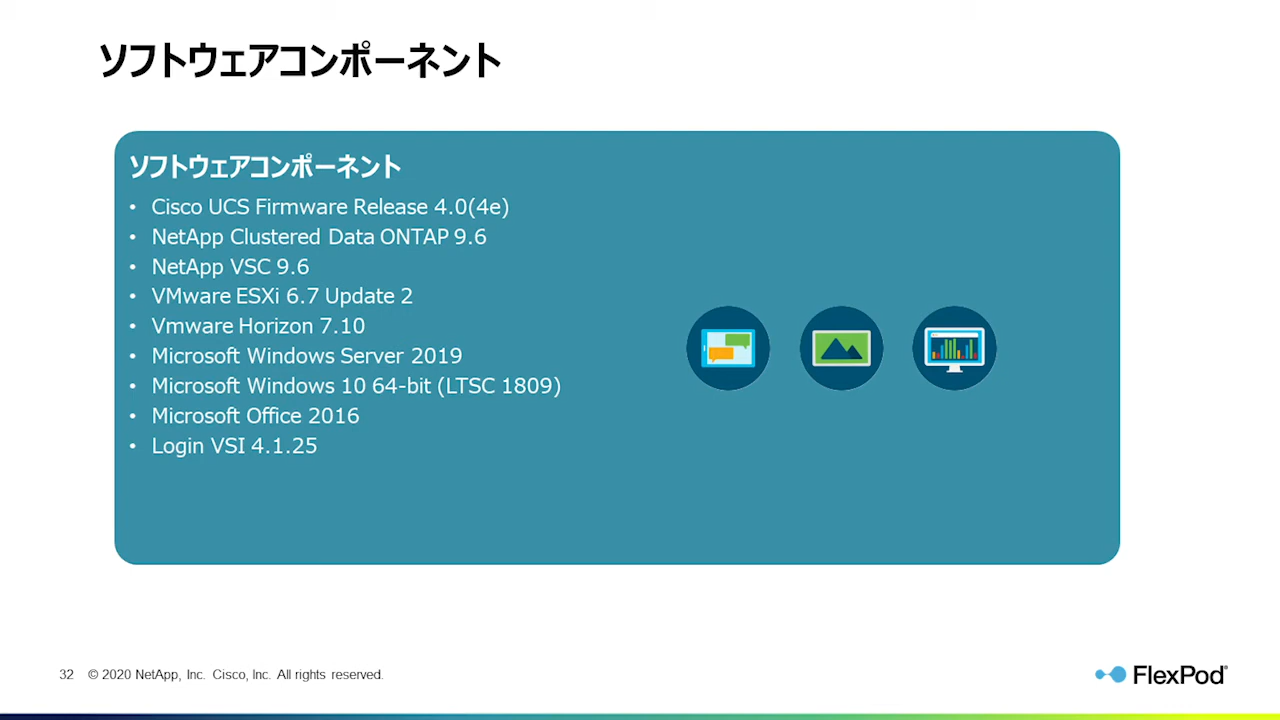 ソフトウェアコンポーネント
ソフトウェアコンポーネント
• Cisco UCS Firmware Release 4.0(4e)
• NetApp Clustered Data ONTAP 9.6
• NetApp VSC 9.6
• VMware ESXi 6.7 Update 2
• Vmware Horizon 7.10
• Microsoft Windows Server 2019
• Microsoft Windows 10 64-bit (LTSC 1809)
• Microsoft Office 2016
• Login VSI 4.1.25
32 © 2020 NetApp, Inc. Cisco, Inc. All rights reserved.
FlexPod